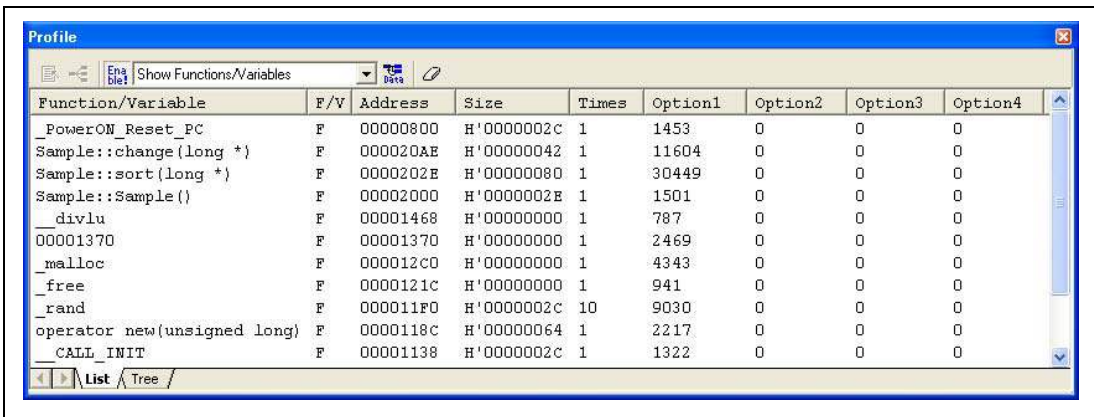 Profile
Ena ble! Show Functions/Variables Data
Function/Variable F/V Address Size Times Option1 Option2 Option3 Option4
_PowerON_Reset_PC F 00000800 H'0000002C 1 1453 0 0 0
Sample::change(long *) F 000020AE H'00000042 1 11604 0 0 0
Sample::sort(long *) F 0000202E H'00000080 1 30449 0 0 0
Sample::Sample() F 00002000 H'0000002E 1 1501 0 0 0
__divlu F 00001468 H'00000000 1 787 0 0 0
00001370 F 00001370 H'00000000 1 2469 0 0 0
_malloc F 000012C0 H'00000000 1 4343 0 0 0
_free F 0000121C H'00000000 1 941 0 0 0
_rand F 000011F0 H'0000002C 10 9030 0 0 0
operator new(unsigned long) F 0000118C H'00000064 1 2217 0 0 0
__CALL_INIT F 00001138 H'0000002C 1 1322 0 0 0
List Tree